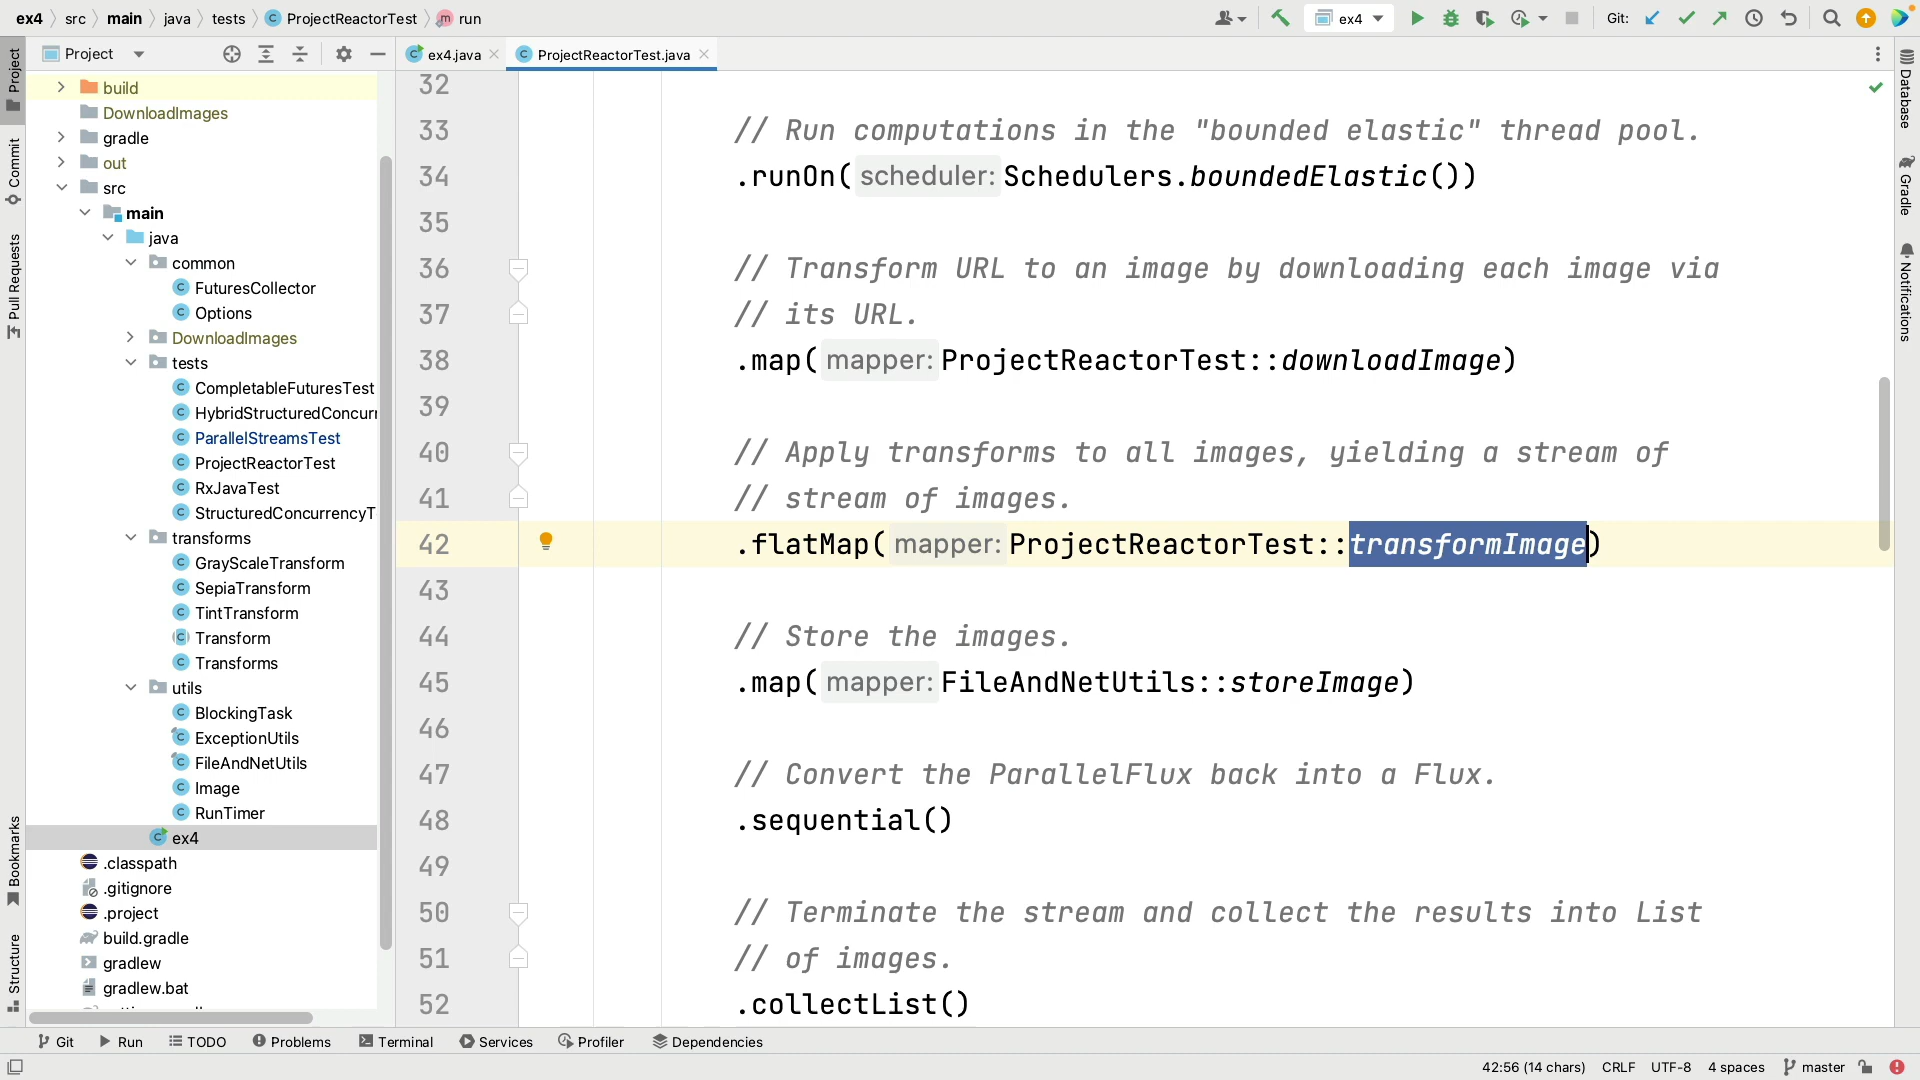 ex4 src main java tests ProjectReactorTest run ex4 Git:
Project
ex4.java ProjectReactorTest.java
Project
Commit
Pull Requests
Bookmarks
Structure
build
DownloadImages
gradle
out
src
main
java
common
FuturesCollector
Options
DownloadImages
tests
CompletableFuturesTest
HybridStructuredConcurr
ParallelStreamsTest
ProjectReactorTest
RxJavaTest
StructuredConcurrencyT
transforms
GrayScaleTransform
SepiaTransform
TintTransform
Transform
Transforms
utils
BlockingTask
ExceptionUtils
FileAndNetUtils
Image
RunTimer
ex4
.classpath
.gitignore
.project
build.gradle
gradlew
gradlew.bat
32
33 // Run computations in the "bounded elastic" thread pool.
34 .runOn( scheduler: Schedulers.boundedElastic())
35
36 // Transform URL to an image by downloading each image via
37 // its URL.
38 .map( mapper: ProjectReactorTest::downloadImage)
39
40 // Apply transforms to all images, yielding a stream of
41 // stream of images.
42 .flatMap( mapper: ProjectReactorTest::transformImage)
43
44 // Store the images.
45 .map( mapper: FileAndNetUtils::storeImage)
46
47 // Convert the ParallelFlux back into a Flux.
48 .sequential()
49
50 // Terminate the stream and collect the results into List
51 // of images.
52 .collectList()
Database
Gradle
Notifications
Git Run TODO Problems Terminal Services Profiler Dependencies
42:56 (14 chars) CRLF UTF-8 4 spaces master